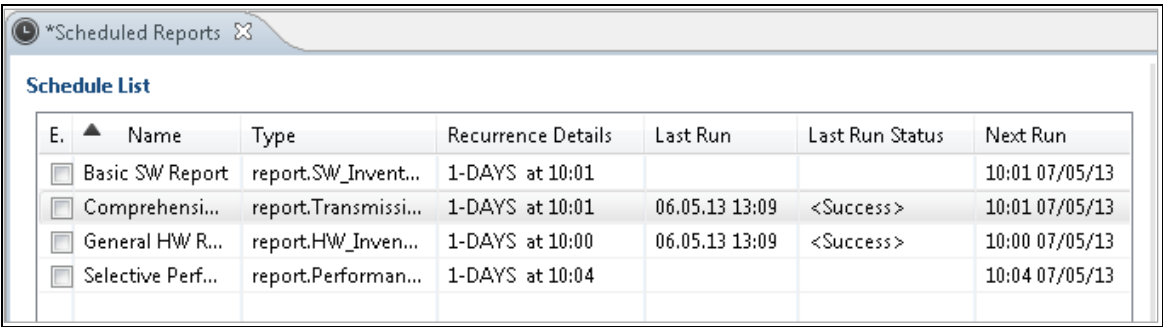 *Scheduled Reports
Schedule List
E. Name Type Recurrence Details Last Run Last Run Status Next Run
Basic SW Report report.SW_Invent... 1-DAYS at 10:01 10:01 07/05/13
Comprehensi... report.Transmissi... 1-DAYS at 10:01 06.05.13 13:09 <Success> 10:01 07/05/13
General HW R... report.HW_Inven... 1-DAYS at 10:00 06.05.13 13:09 <Success> 10:00 07/05/13
Selective Perf... report.Performan... 1-DAYS at 10:04 10:04 07/05/13